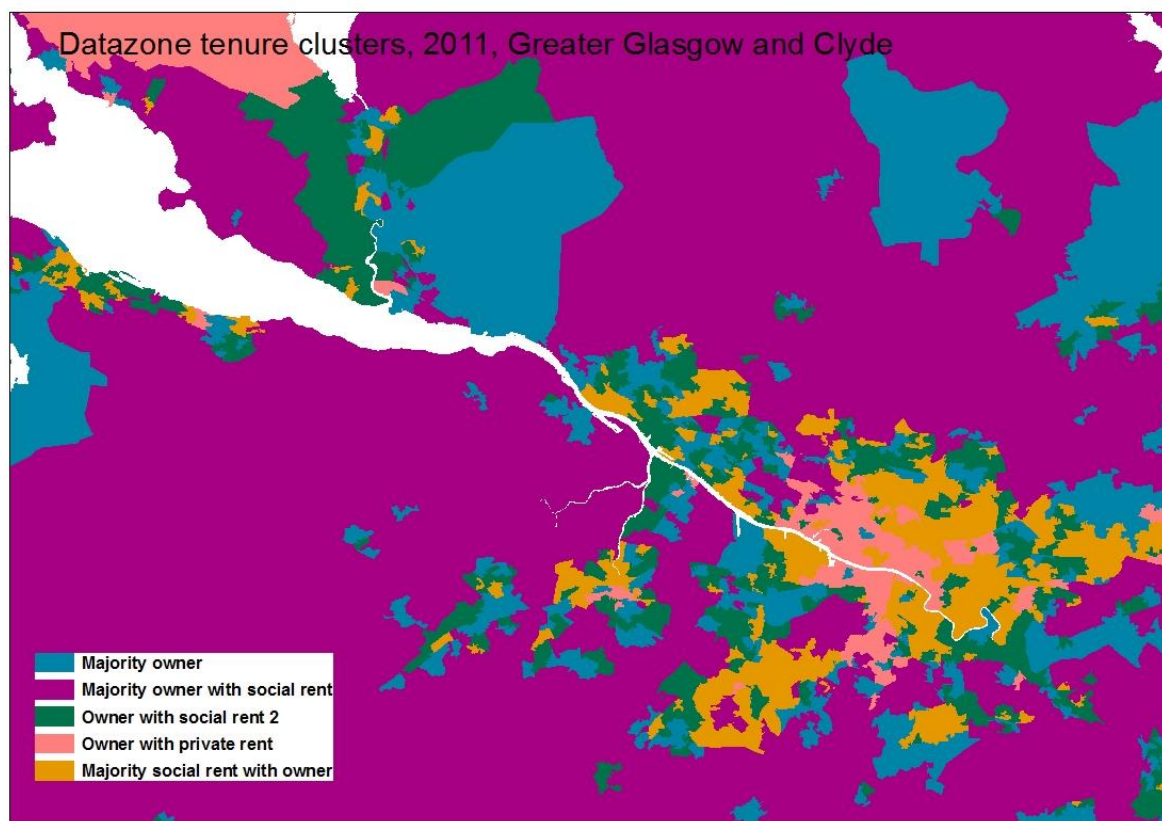 Datazone tenure clusters, 2011, Greater Glasgow and Clyde
Majority owner
Majority owner with social rent
Owner with social rent 2
Owner with private rent
Majority social rent with owner